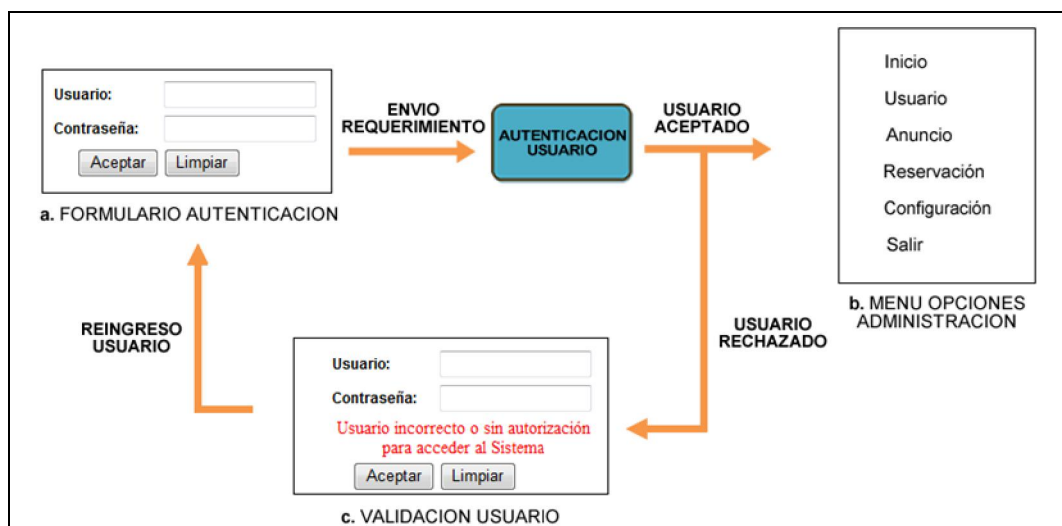 Usuario:
Contraseña:
Aceptar Limpiar
a. FORMULARIO AUTENTICACION
ENVIO
REQUERIMIENTO
AUTENTICACION
USUARIO
USUARIO
ACEPTADO
Inicio
Usuario
Anuncio
Reservación
Configuración
Salir
b. MENU OPCIONES
ADMINISTRACION
USUARIO
RECHAZADO
Usuario:
Contraseña:
Usuario incorrecto o sin autorización
para acceder al Sistema
Aceptar Limpiar
c. VALIDACION USUARIO
REINGRESO
USUARIO